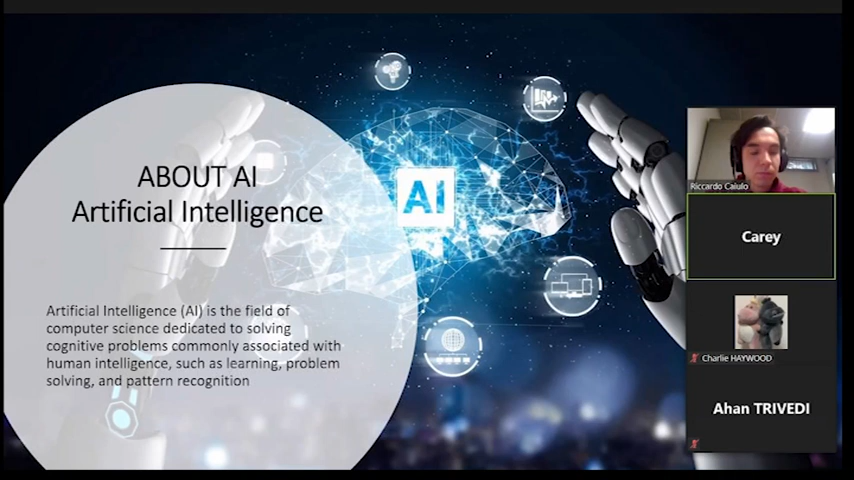 ABOUT AI
Artificial Intelligence
Artificial Intelligence (AI) is the field of
computer science dedicated to solving
cognitive problems commonly associated with
human intelligence, such as learning, problem
solving, and pattern recognition
AI
Riccardo Caiulo
Carey
Charlie HAYWOOD
Ahan TRIVEDI